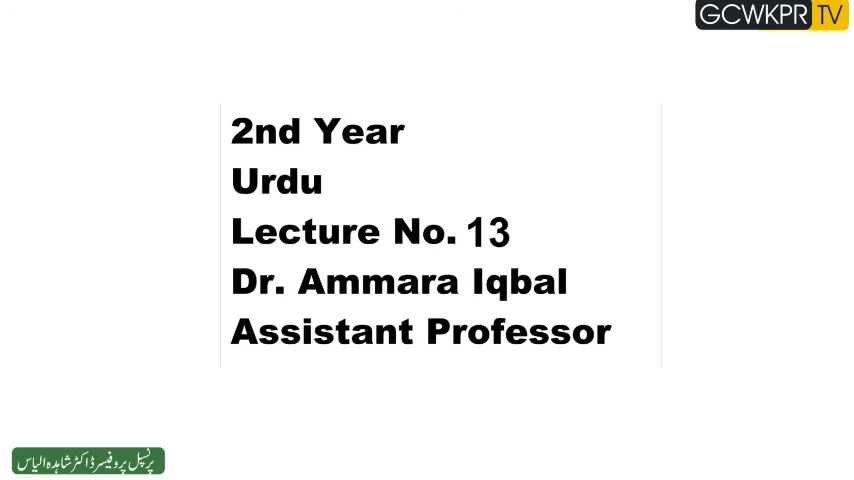 GCWKPR TV
2nd Year
Urdu
Lecture No. 13
Dr. Ammara Iqbal
Assistant Professor
پرنسپل پروفیسر ڈاکٹر شاہدہ الیاس